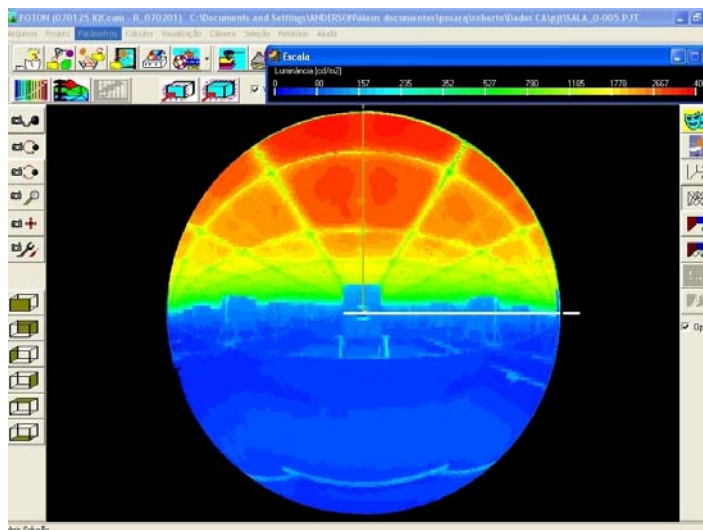 FOTON (070125.IQCcam - R_070201) . C:\Documents and Settings\ANDERSON\Meus documentos\posarq\roberto\Dados CA\pjt\SALA_0-005.PJT
Arquivos Projeto Parâmetros Cálculos Visualização Câmera Seleção Relatório Ajuda
Escala
Luminância [cd/m2]
0 80 157 235 352 527 790 1185 1778 2667 40
Op